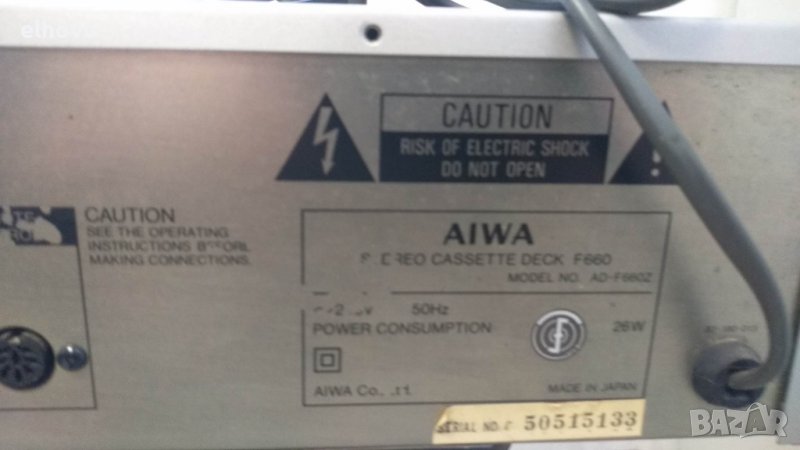 CAUTION
RISK OF ELECTRIC SHOCK
DO NOT OPEN
CAUTION
SEE THE OPERATING
INSTRUCTIONS
MAKING CONNECTIONS.
AIWA
CASSETTE DECK F660
MODEL NO. AD-F660Z
50Hz
POWER CONSUMPTION 26W
AIWA Co.
MADE IN JAPAN
SERIAL NO. 50515133
BAZAR